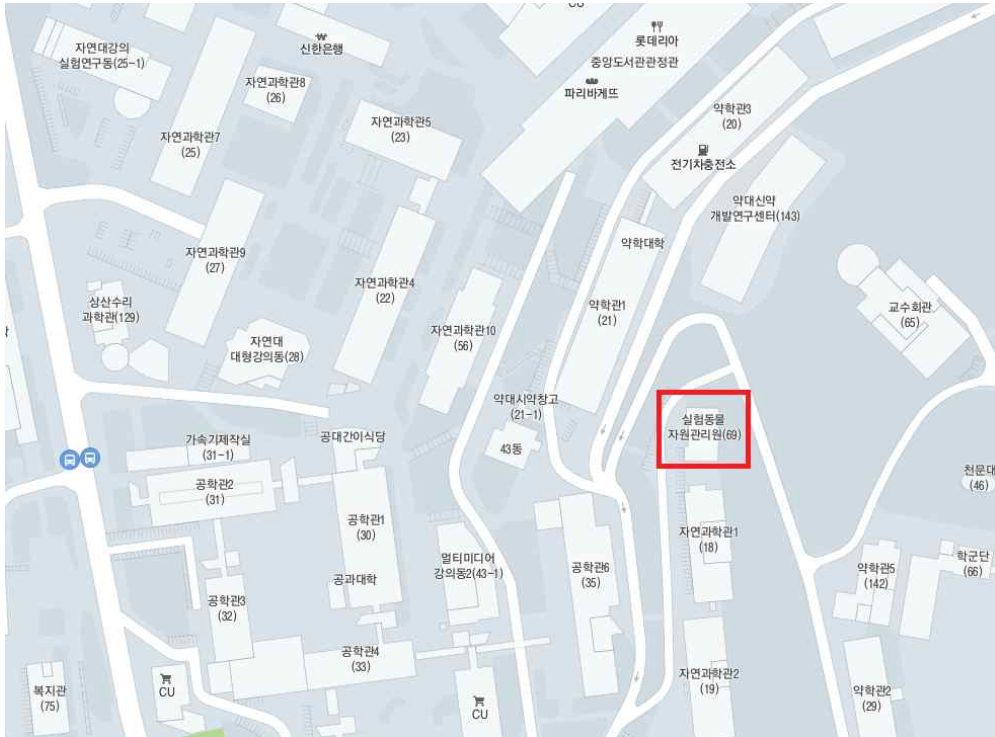 CU
롯데리아
신한은행
자연대강의
실험연구동(25-1)
중앙도서관관정관
자연과학관8
(26)
파리바게뜨
자연과학관5
(23)
약학관3
(20)
자연과학관7
(25)
전기차충전소
약대신약
개발연구센터(143)
약학대학
자연과학관9
(27)
자연과학관4
(22)
상산수리
과학관(129)
약학관1
(21)
교수회관
(65)
자연과학관10
(56)
자연대
대형강의동(28)
약대시약창고
(21-1)
실험동물
자원관리원(69)
가속기제작실
(31-1)
공대간이식당
43동
공학관2
(31)
천문대
(46)
공학관1
(30)
자연과학관1
(18)
멀티미디어
강의동2(43-1)
공학관6
(35)
학군단
(66)
약학관5
(142)
공과대학
공학관3
(32)
공학관4
(33)
자연과학관2
(19)
복지관
(75)
CU
CU
약학관2
(29)